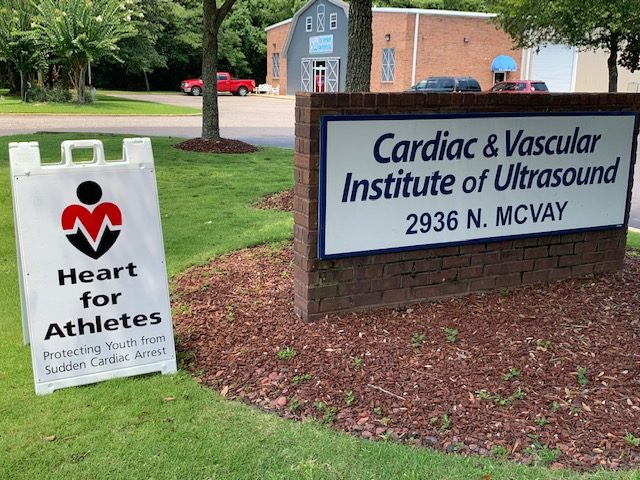 Heart
for
Athletes
Protecting Youth from
Sudden Cardiac Arrest
Cardiac & Vascular
Institute of Ultrasound
2936 N. MCVAY